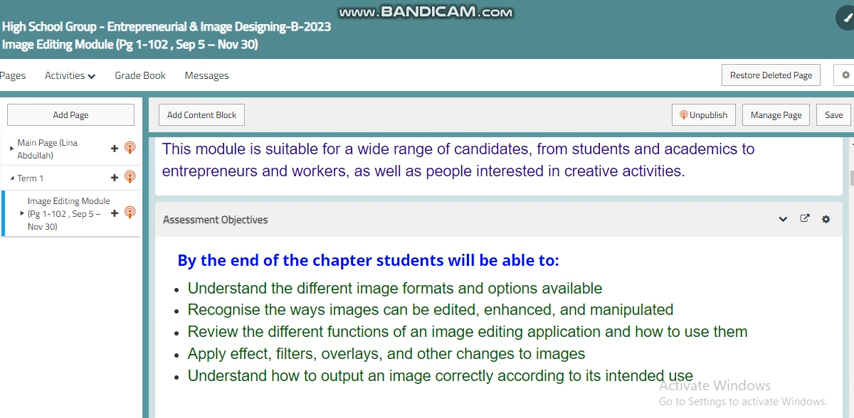 www.BANDICAM.com
High School Group - Entrepreneurial & Image Designing-B-2023
Image Editing Module (Pg 1-102 , Sep 5 – Nov 30)
Pages Activities Grade Book Messages Restore Deleted Page
Add Page Add Content Block Unpublish Manage Page Save
Main Page (Lina
Abdullah)
Term 1
Image Editing Module
(Pg 1-102 , Sep 5 –
Nov 30)
This module is suitable for a wide range of candidates, from students and academics to
entrepreneurs and workers, as well as people interested in creative activities.
Assessment Objectives
By the end of the chapter students will be able to:
• Understand the different image formats and options available
• Recognise the ways images can be edited, enhanced, and manipulated
• Review the different functions of an image editing application and how to use them
• Apply effect, filters, overlays, and other changes to images
• Understand how to output an image correctly according to its intended use
Activate Windows
Go to Settings to activate Windows.